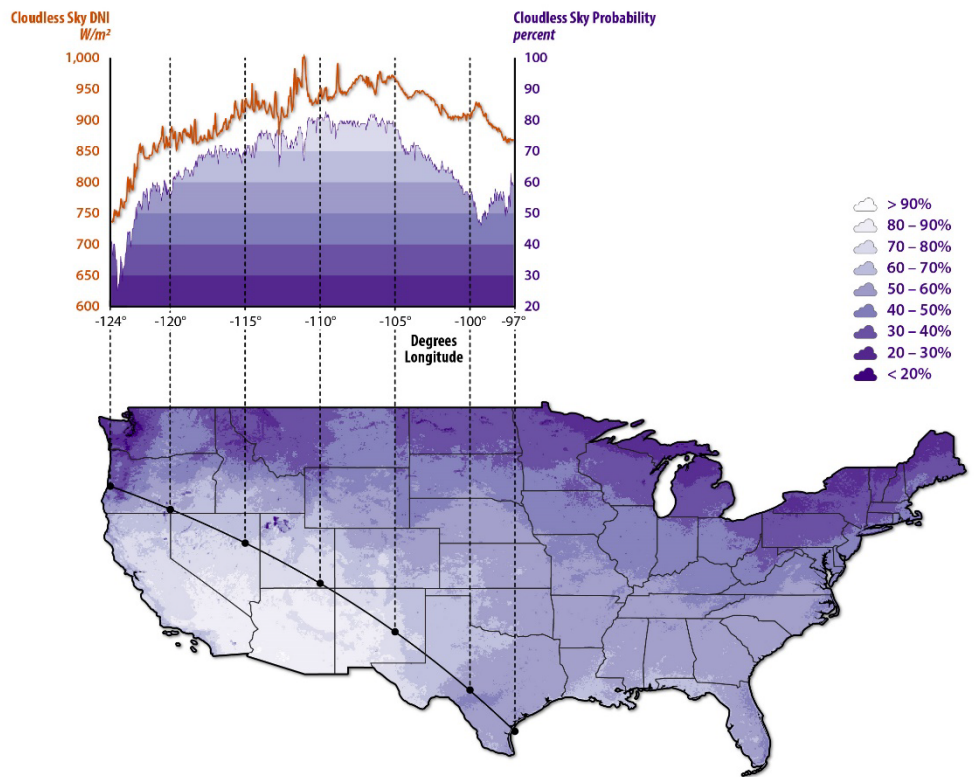 Cloudless Sky DNI
W/m²
Cloudless Sky Probability
percent
1,000
950
900
850
800
750
700
650
600
100
90
80
70
60
50
40
30
20
-124°
-120°
-115°
-110°
-105°
-100°
-97°
Degrees
Longitude
> 90%
80 – 90%
70 – 80%
60 – 70%
50 – 60%
40 – 50%
30 – 40%
20 – 30%
< 20%